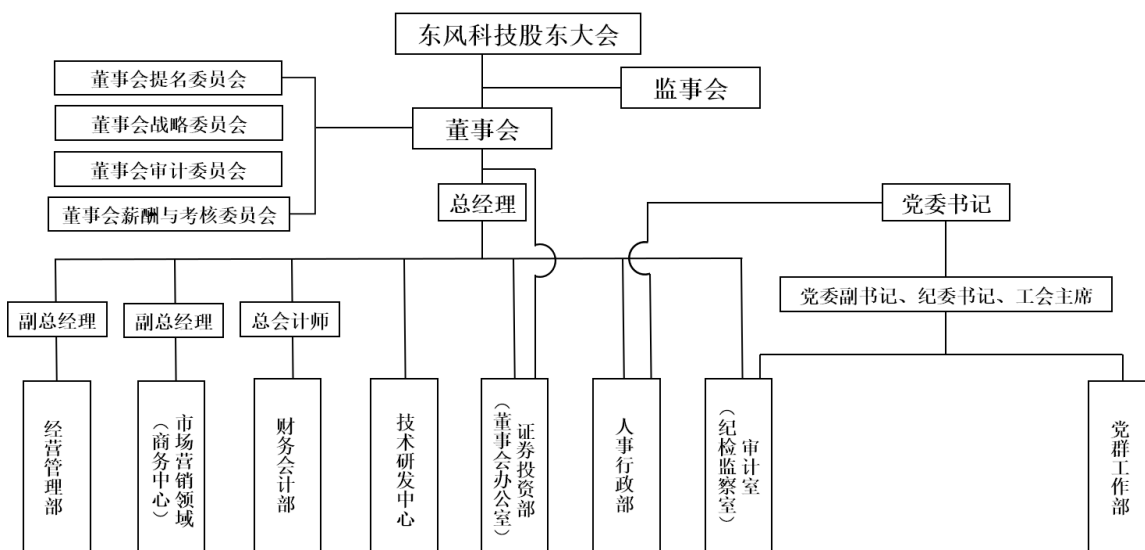 东风科技股东大会
董事会提名委员会
监事会
董事会战略委员会
董事会
董事会审计委员会
总经理
党委书记
董事会薪酬与考核委员会
党委副书记、纪委书记、工会主席
副总经理
副总经理
总会计师
经营管理部
市场营销领域
（商务中心）
财务会计部
技术研发中心
证券投资部
（董事会办公室）
人事行政部
审计室
（纪检监察室）
党群工作部